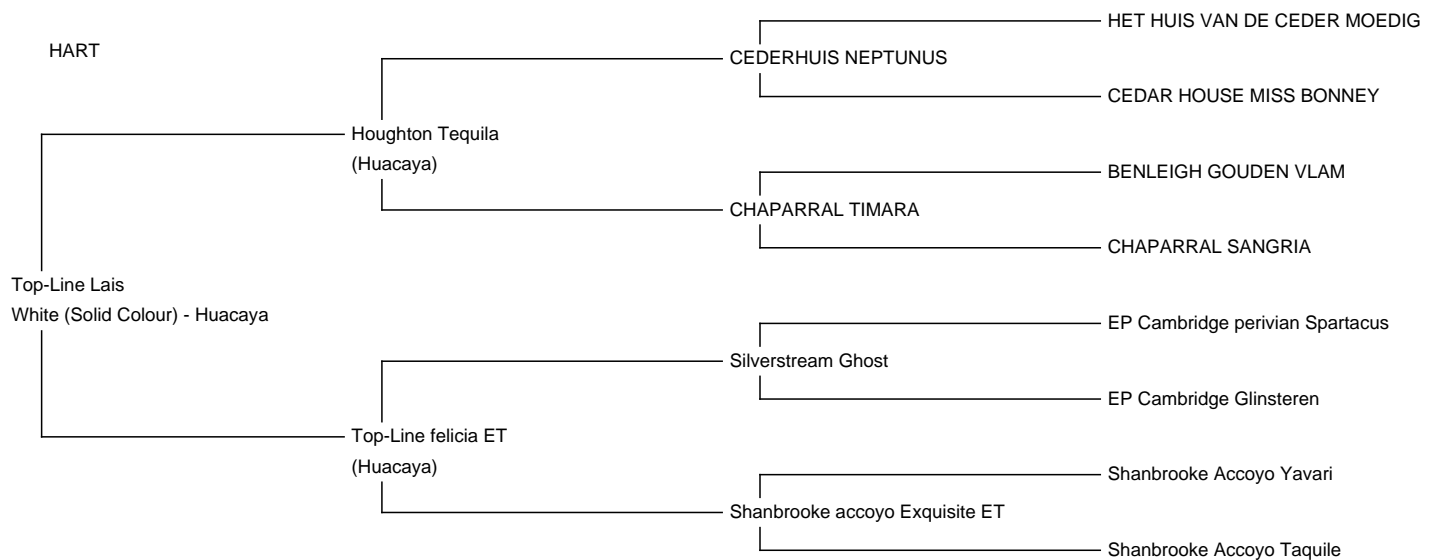 HART
HET HUIS VAN DE CEDER MOEDIG
CEDERHUIS NEPTUNUS
CEDAR HOUSE MISS BONNEY
Houghton Tequila
(Huacaya)
BENLEIGH GOUDEN VLAM
CHAPARRAL TIMARA
CHAPARRAL SANGRIA
Top-Line Lais
White (Solid Colour) - Huacaya
EP Cambridge perivian Spartacus
Silverstream Ghost
EP Cambridge Glinsteren
Top-Line felicia ET
(Huacaya)
Shanbrooke Accoyo Yavari
Shanbrooke accoyo Exquisite ET
Shanbrooke Accoyo Taquile